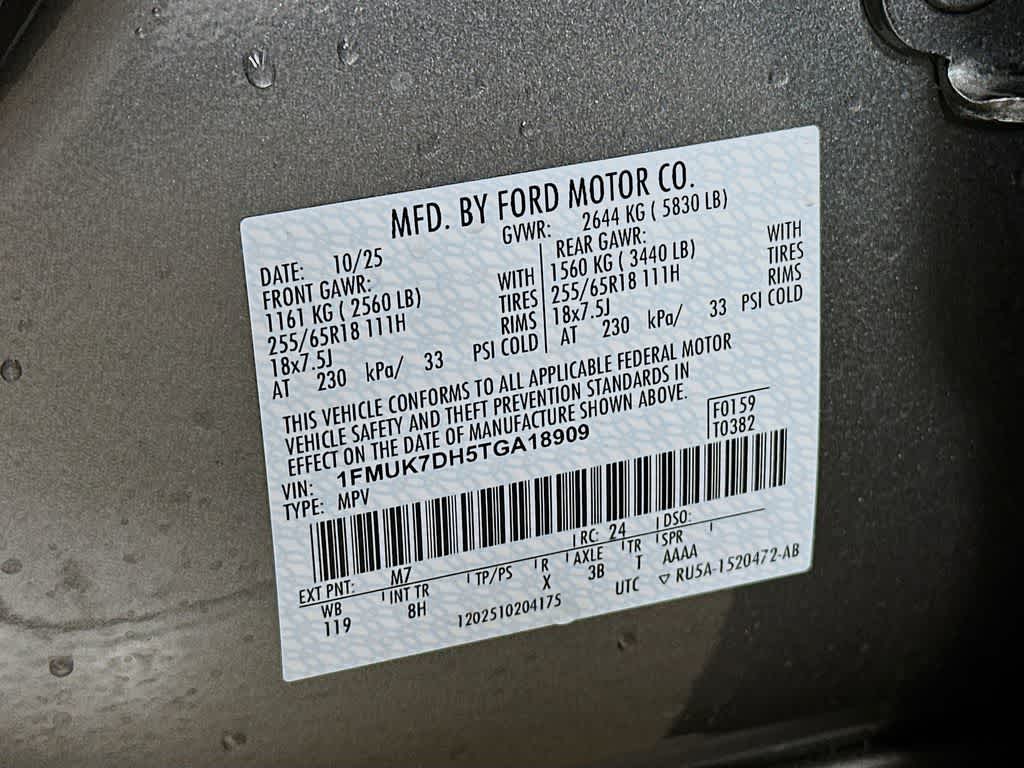 MFD. BY FORD MOTOR CO.
DATE: 10/25 GVWR: 2644 KG ( 5830 LB)
FRONT GAWR: REAR GAWR:
1161 KG ( 2560 LB) WITH 1560 KG ( 3440 LB) WITH
255/65R18 111H TIRES 255/65R18 111H TIRES
18x7.5J RIMS 18x7.5J RIMS
AT 230 kPa/ 33 PSI COLD AT 230 kPa/ 33 PSI COLD
THIS VEHICLE CONFORMS TO ALL APPLICABLE FEDERAL MOTOR
VEHICLE SAFETY AND THEFT PREVENTION STANDARDS IN
EFFECT ON THE DATE OF MANUFACTURE SHOWN ABOVE.
VIN: 1FMUK7DH5TGA18909 F0159
TYPE: MPV T0382
EXT PNT: M7 RC: 24 DSO:
WB INT TR TP/PS R AXLE TR SPR
119 8H X 3B T AAAA
1202510204175 UTC ▽ RU5A-1520472-AB